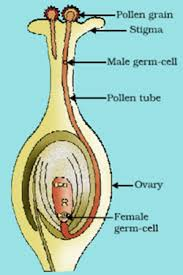 Pollen grain
Stigma
Male germ-cell
Pollen tube
Ovary
R
Female
germ-cell